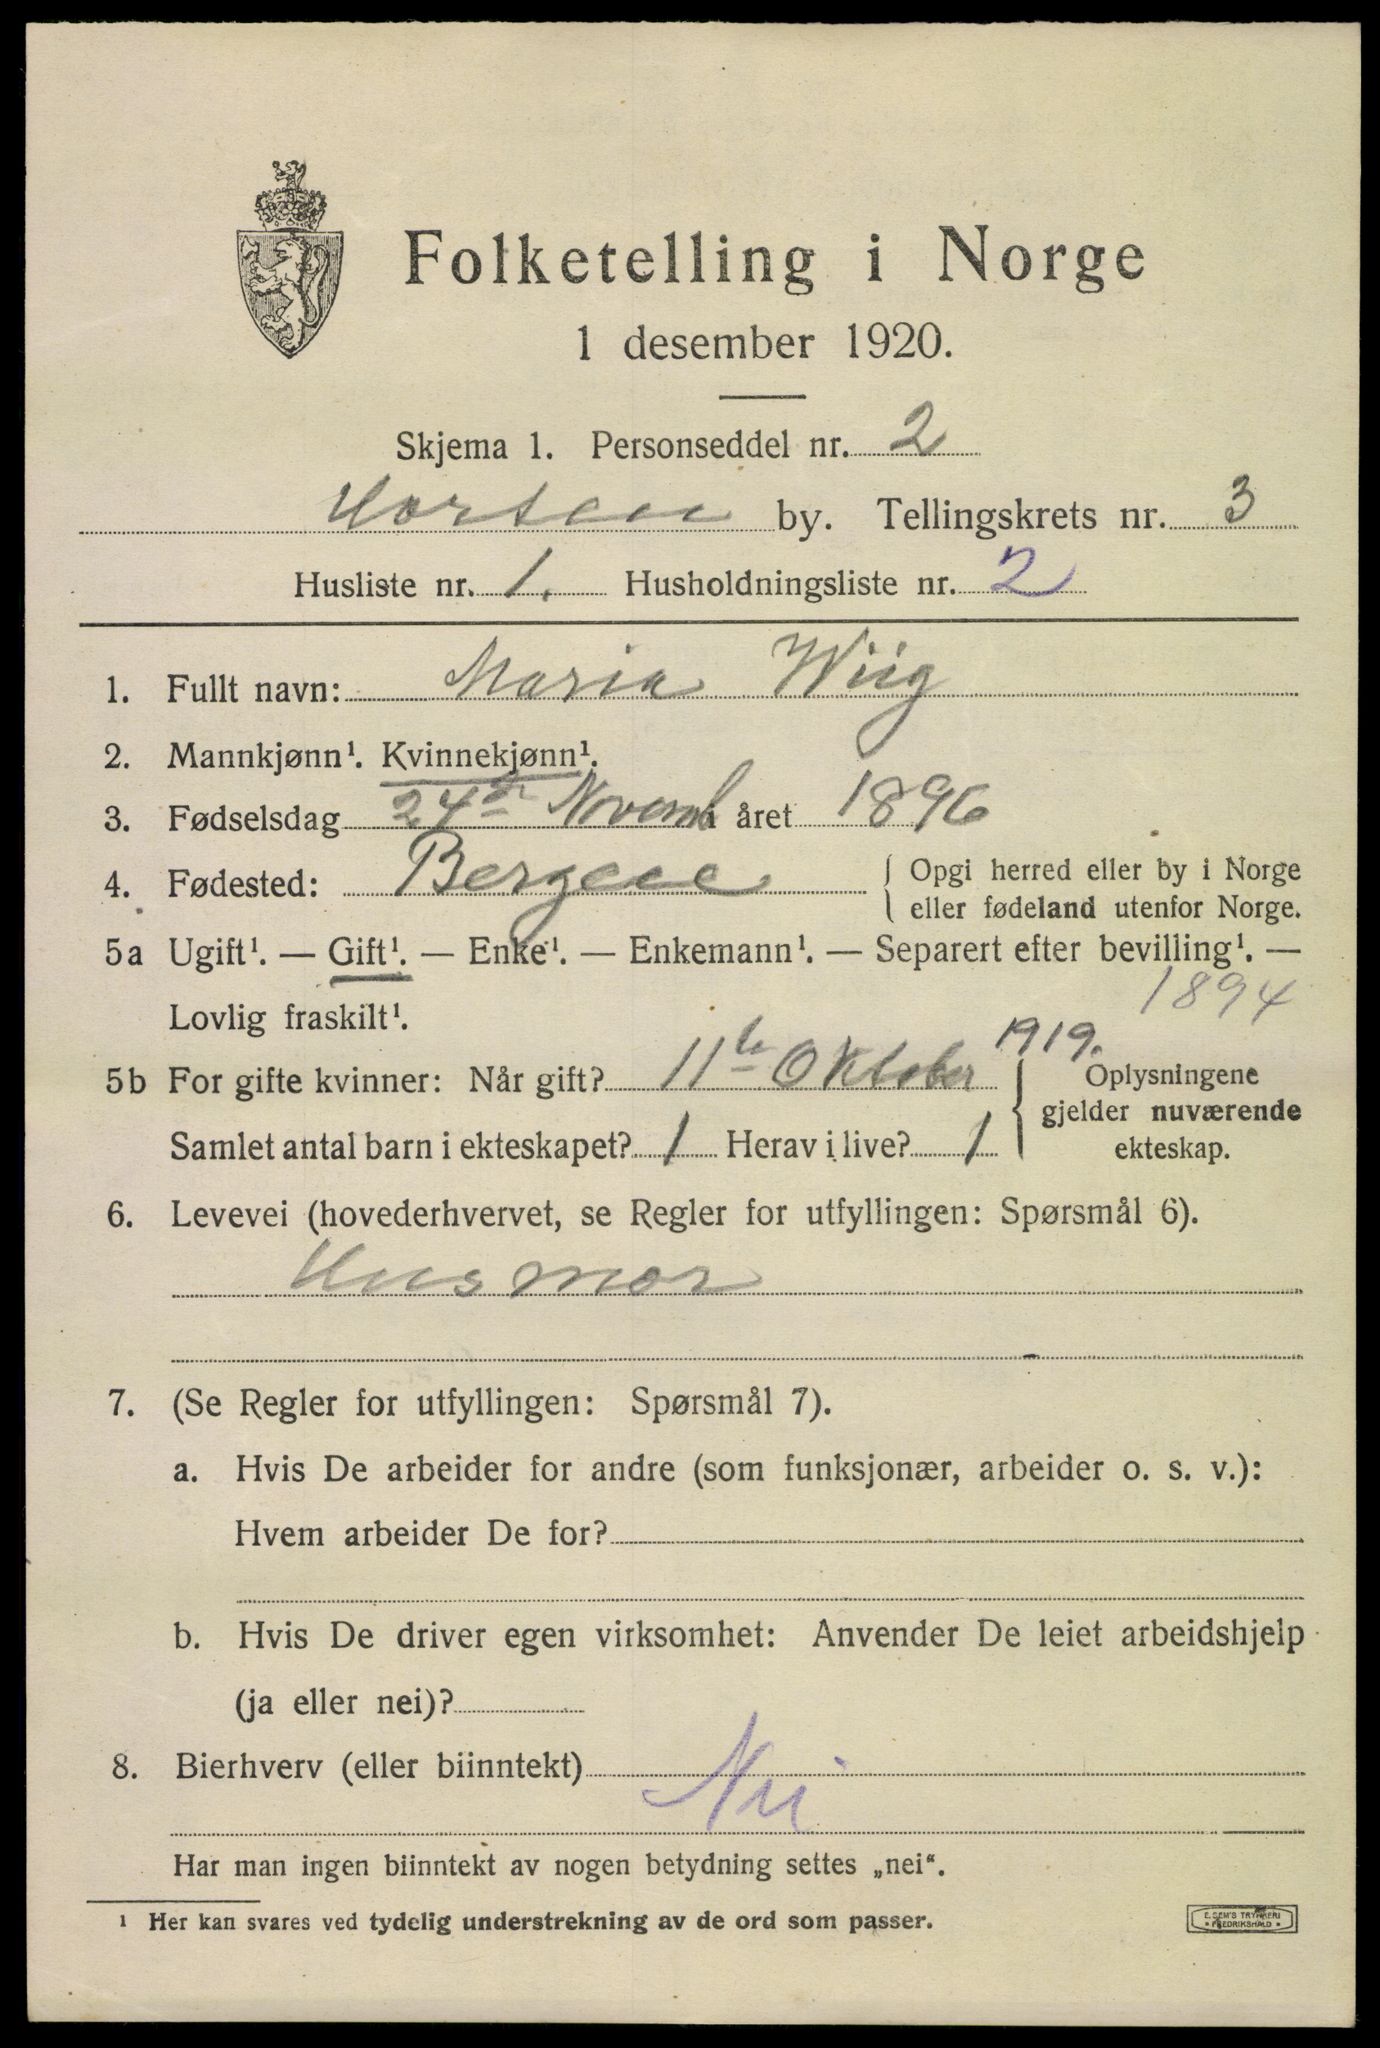 Folketelling i Norge
1 desember 1920.
Skjema 1. Personseddel nr. 2
Horten by. Tellingskrets nr. 3
Husliste nr. 1. Husholdningsliste nr. 2
1. Fullt navn: Maria Wiig
2. Mannkjønn¹. Kvinnekjønn¹.
3. Fødselsdag 24de Novemb i året 1896
4. Fødested: Bergen { Opgi herred eller by i Norge
eller fødeland utenfor Norge.
5a Ugift¹. — Gift¹. — Enke¹. — Enkemann¹. — Separert efter bevilling¹. —
Lovlig fraskilt¹. 1894
5b For gifte kvinner: Når gift? 11te Oktober 1919. { Oplysningene
gjelder nuværende
Samlet antal barn i ekteskapet? 1 Herav i live? 1 ekteskap.
6. Levevei (hovederhvervet, se Regler for utfyllingen: Spørsmål 6).
Husmor
7. (Se Regler for utfyllingen: Spørsmål 7).
a. Hvis De arbeider for andre (som funksjonær, arbeider o. s. v.):
Hvem arbeider De for?
b. Hvis De driver egen virksomhet: Anvender De leiet arbeidshjelp
(ja eller nei)?
8. Bierhverv (eller biinntekt) Nei
Har man ingen biinntekt av nogen betydning settes „nei“.
¹ Her kan svares ved tydelig understrekning av de ord som passer.
E. SEM'S TRYKKERI
• FREDRIKSHALD •